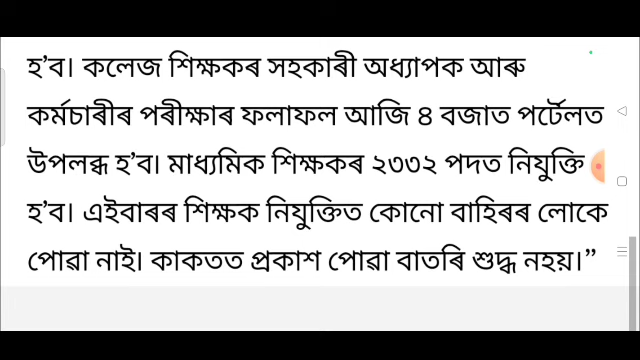 হ’ব। কলেজ শিক্ষকৰ সহকাৰী অধ্যাপক আৰু
কৰ্মচাৰীৰ পৰীক্ষাৰ ফলাফল আজি ৪ বজাত পৰ্টেলত
উপলব্ধ হ’ব। মাধ্যমিক শিক্ষকৰ ২৩৩২ পদত নিযুক্তি
হ’ব। এইবাৰৰ শিক্ষক নিযুক্তিত কোনো বাহিৰৰ লোকে
পোৱা নাই। কাকতত প্ৰকাশ পোৱা বাতৰি শুদ্ধ নহয়।”